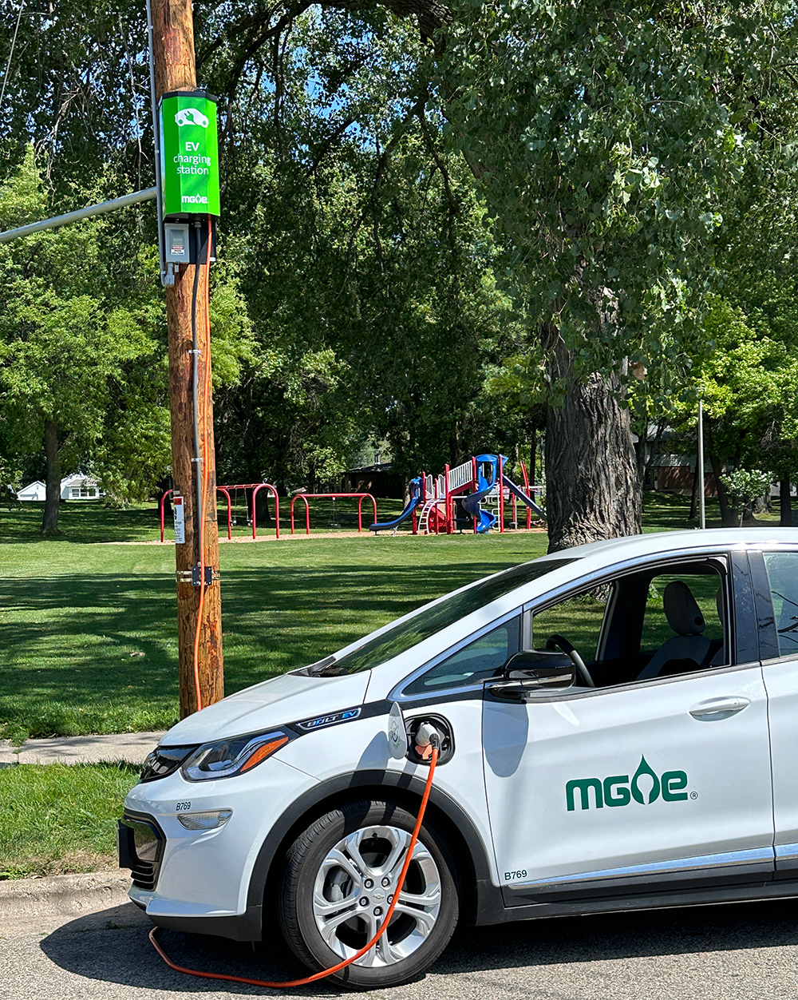 EV
charging
station
mge
BOLT EV
B769
mge®
B769